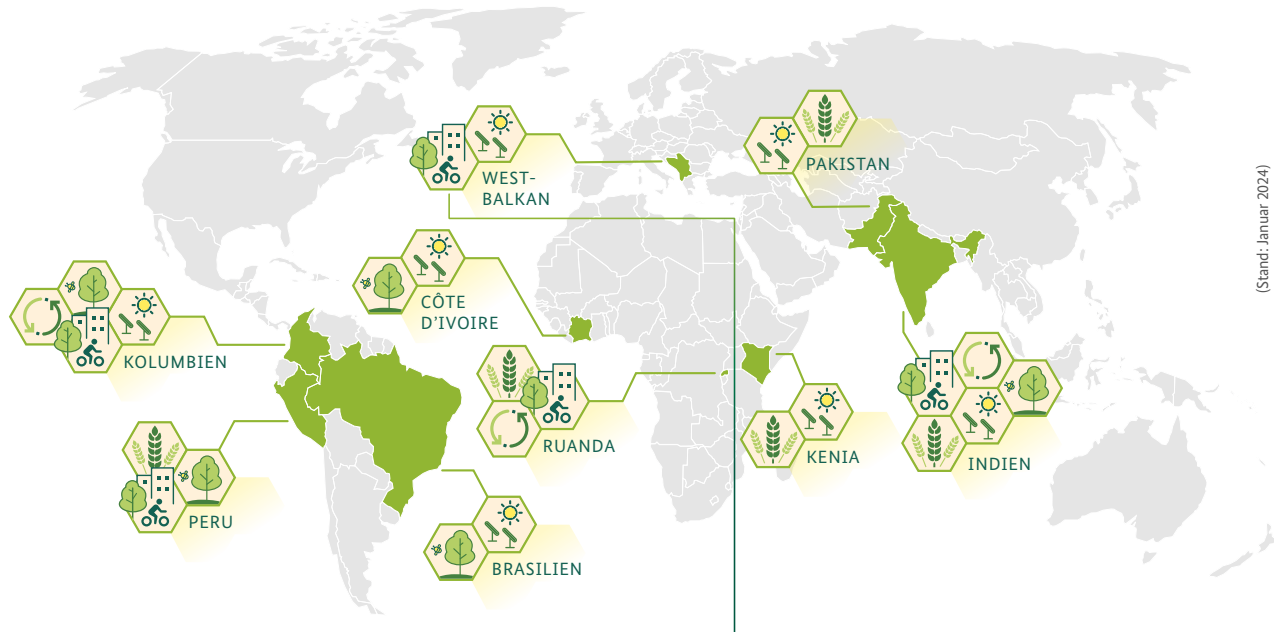 PAKISTAN
WEST-
BALKAN
(Stand: Januar 2024)
CÔTE
D'IVOIRE
KOLUMBIEN
RUANDA
KENIA
INDIEN
PERU
BRASILIEN